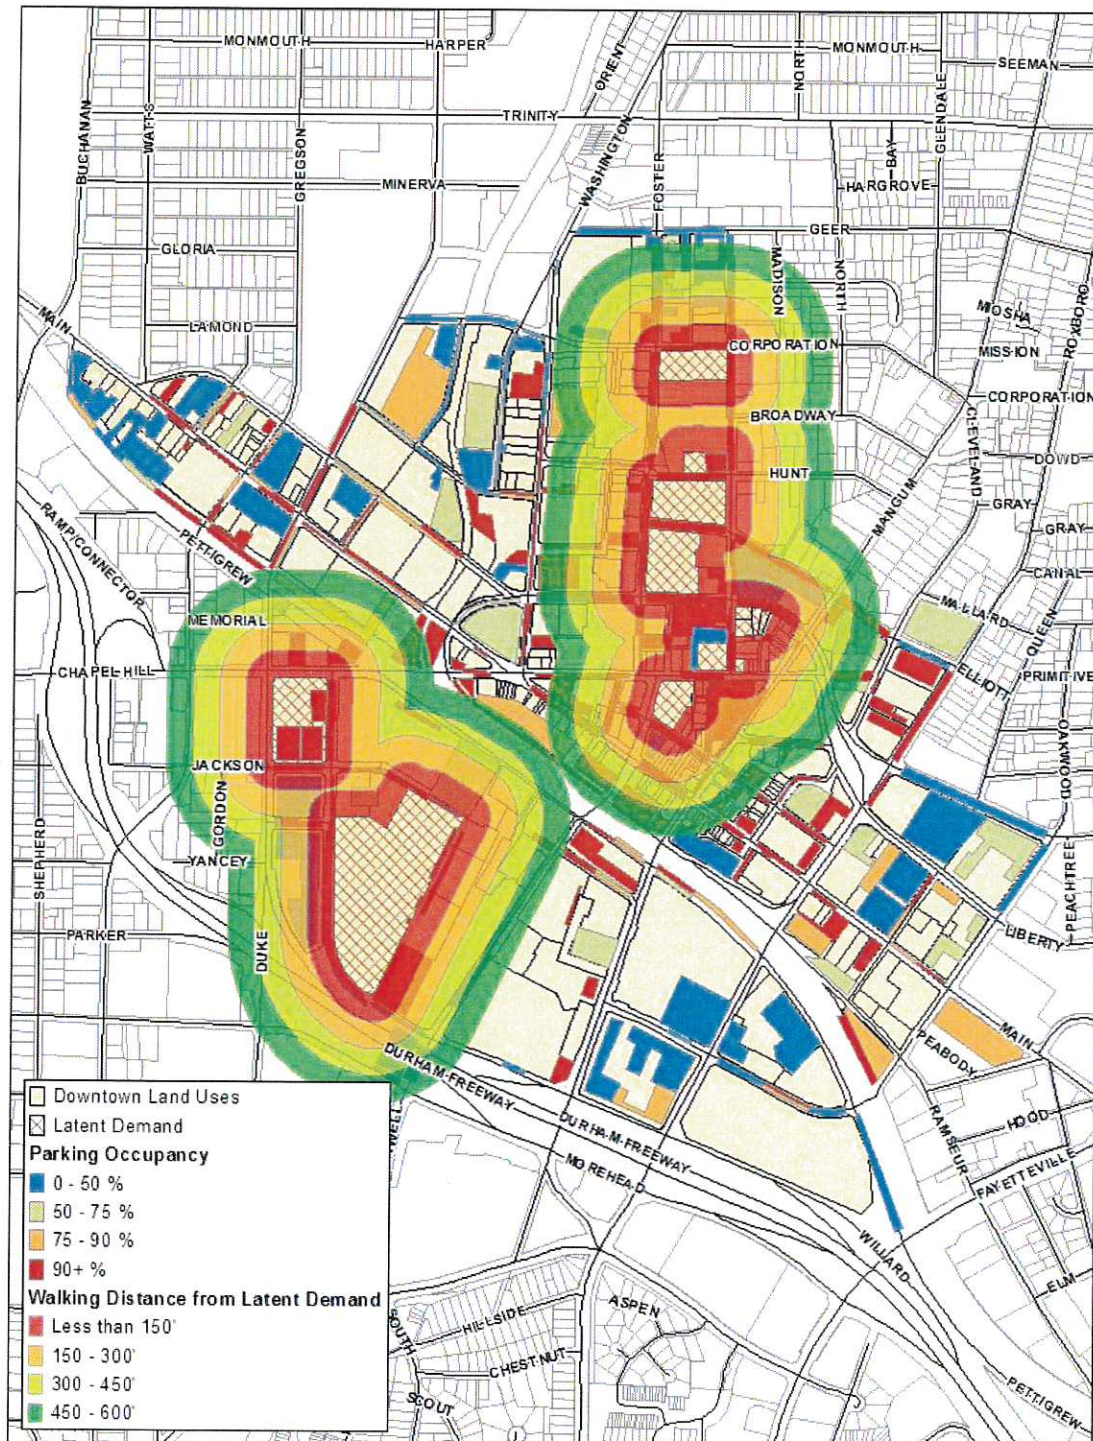 MONMOUTH
HARPER
ORIENT
NORTH
MONMOUTH
GLENDALE
SEEMAN
BUCHANAN
WATTS
GREGSON
TRINITY
WASHINGTON
FOSTER
BAY
MINERVA
HARGROVE
GLORIA
GEER
MADISON
NORTH
ROXBORO
MAIN
LAMOND
MIOSHA
CORPORATION
MISSION
CORPORATION
BROADWAY
CLEVELAND
HUNT
DOWD
MANGUM
GRAY
GRAY
RAMP/CONNECTOR
PETTIGREW
CANAL
MALLARD
QUEEN
MEMORIAL
CHAPEL HILL
ELLIOTT
PRIMITIVE
OAKWOOD
JACKSON
GORDON
SHEPHERD
YANCEY
PEACHTREE
PARKER
DUKE
LIBERTY
MAIN
PEABODY
DURHAM FREEWAY
DURHAM FREEWAY
HOOD
RAMSEUR
MOREHEAD
FAYETTEVILLE
WILLARD
ELM
ASPEN
HILLSIDE
SOUTH
CHESTNUT
SCOUT
PETTIGREW
Downtown Land Uses
Latent Demand
Parking Occupancy
0 - 50 %
50 - 75 %
75 - 90 %
90+ %
Walking Distance from Latent Demand
Less than 150'
150 - 300'
300 - 450'
450 - 600'